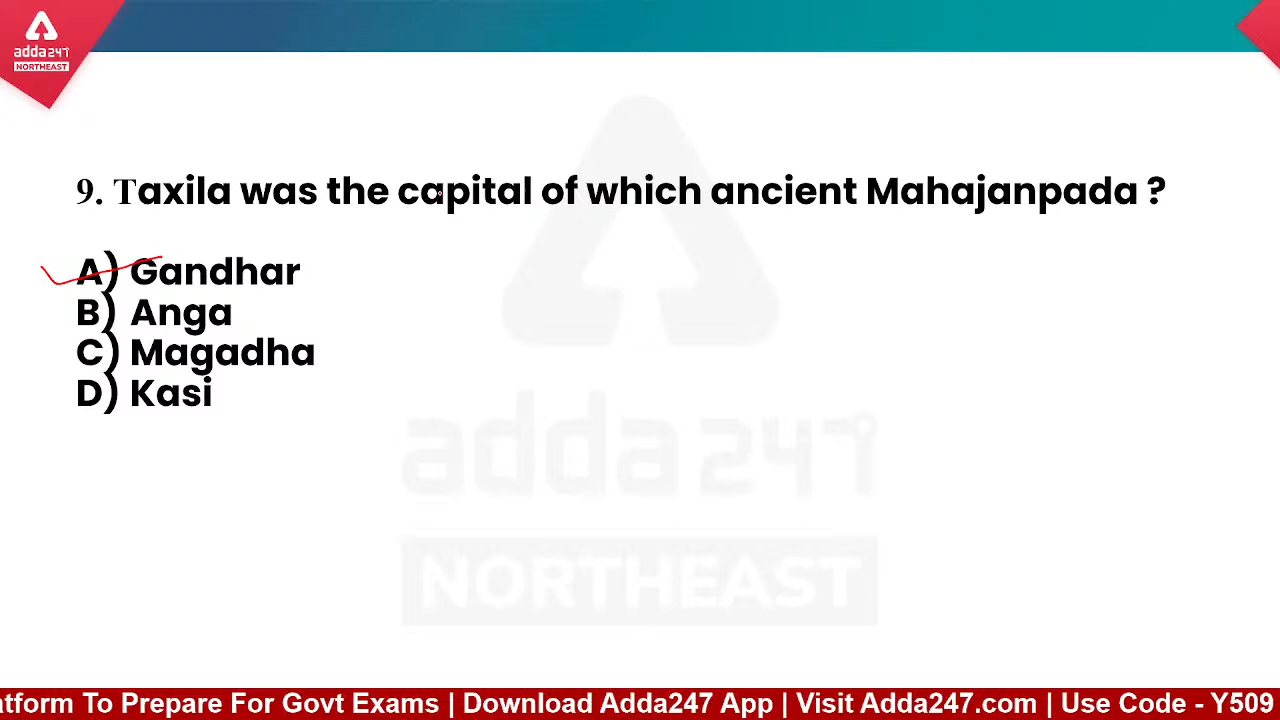 adda247
NORTHEAST
9. Taxila was the capital of which ancient Mahajanpada ?
A) Gandhar
B) Anga
C) Magadha
D) Kasi
adda247
NORTHEAST
atform To Prepare For Govt Exams | Download Adda247 App | Visit Adda247.com | Use Code - Y509